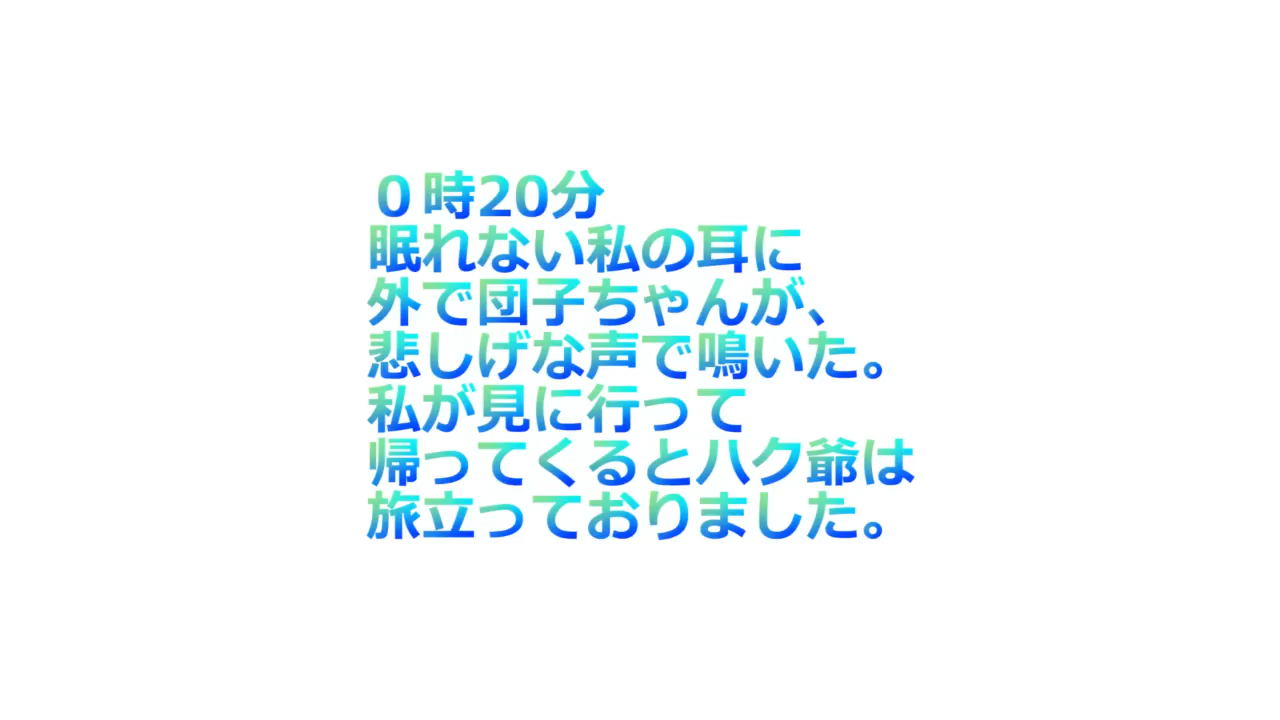 ０時20分
眠れない私の耳に
外で団子ちゃんが、
悲しげな声で鳴いた。
私が見に行って
帰ってくるとハク爺は
旅立っておりました。